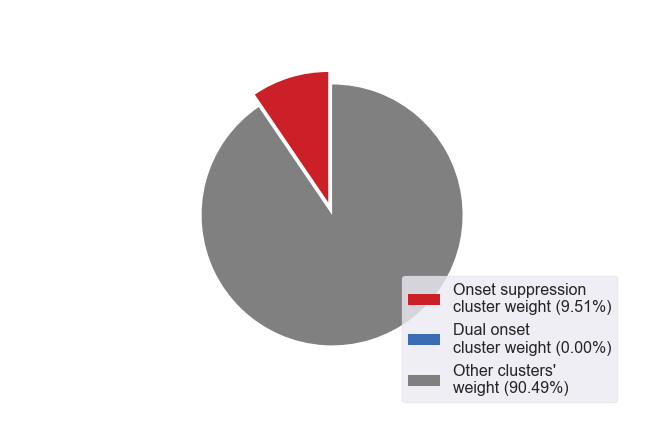 Onset suppression
cluster weight (9.51%)
Dual onset
cluster weight (0.00%)
Other clusters'
weight (90.49%)